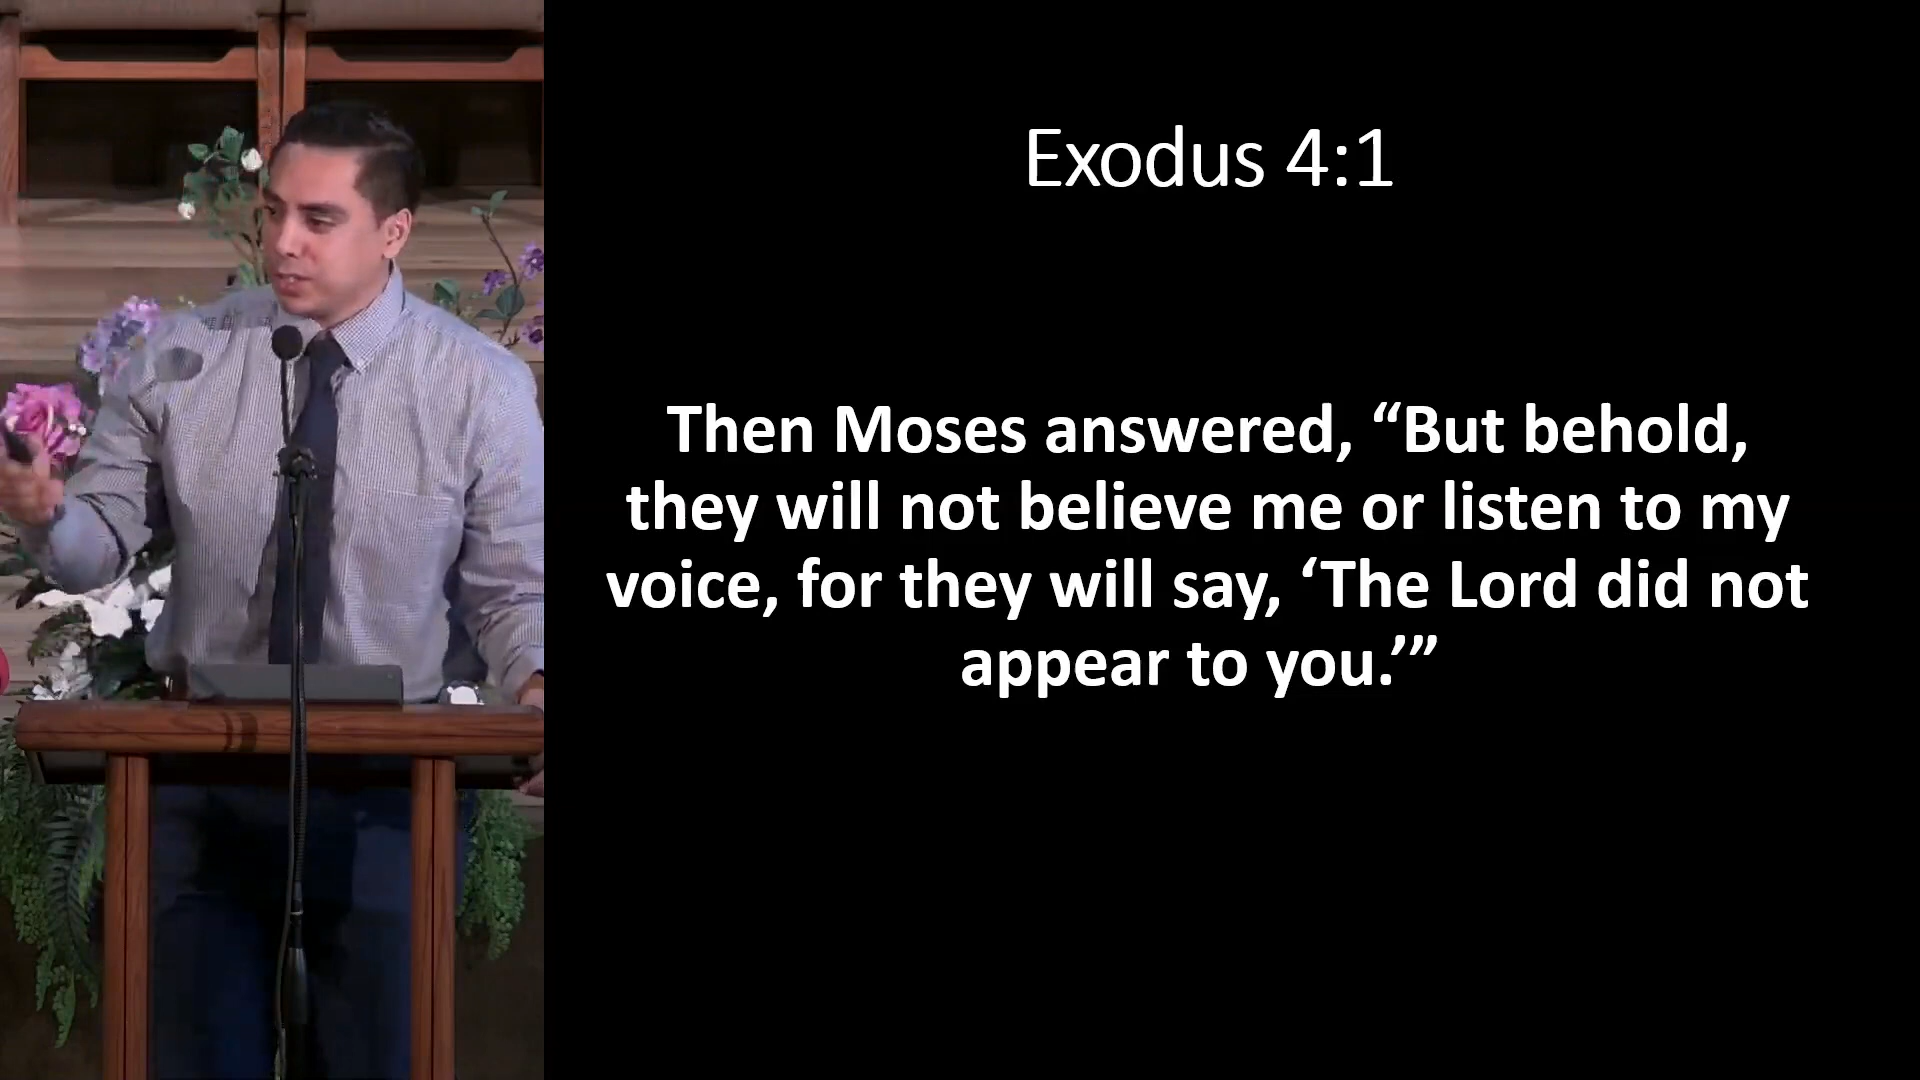 Exodus 4:1
Then Moses answered, “But behold,
they will not believe me or listen to my
voice, for they will say, ‘The Lord did not
appear to you.’”